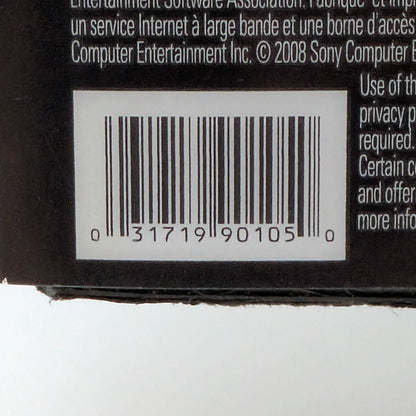 Entertainment Software Association. Fabriqué et imp
un service Internet à large bande et une borne d'accès
Computer Entertainment Inc. © 2008 Sony Computer E
Use of th
privacy p
required.
Certain c
and offer
more info
0 31719 90105 0